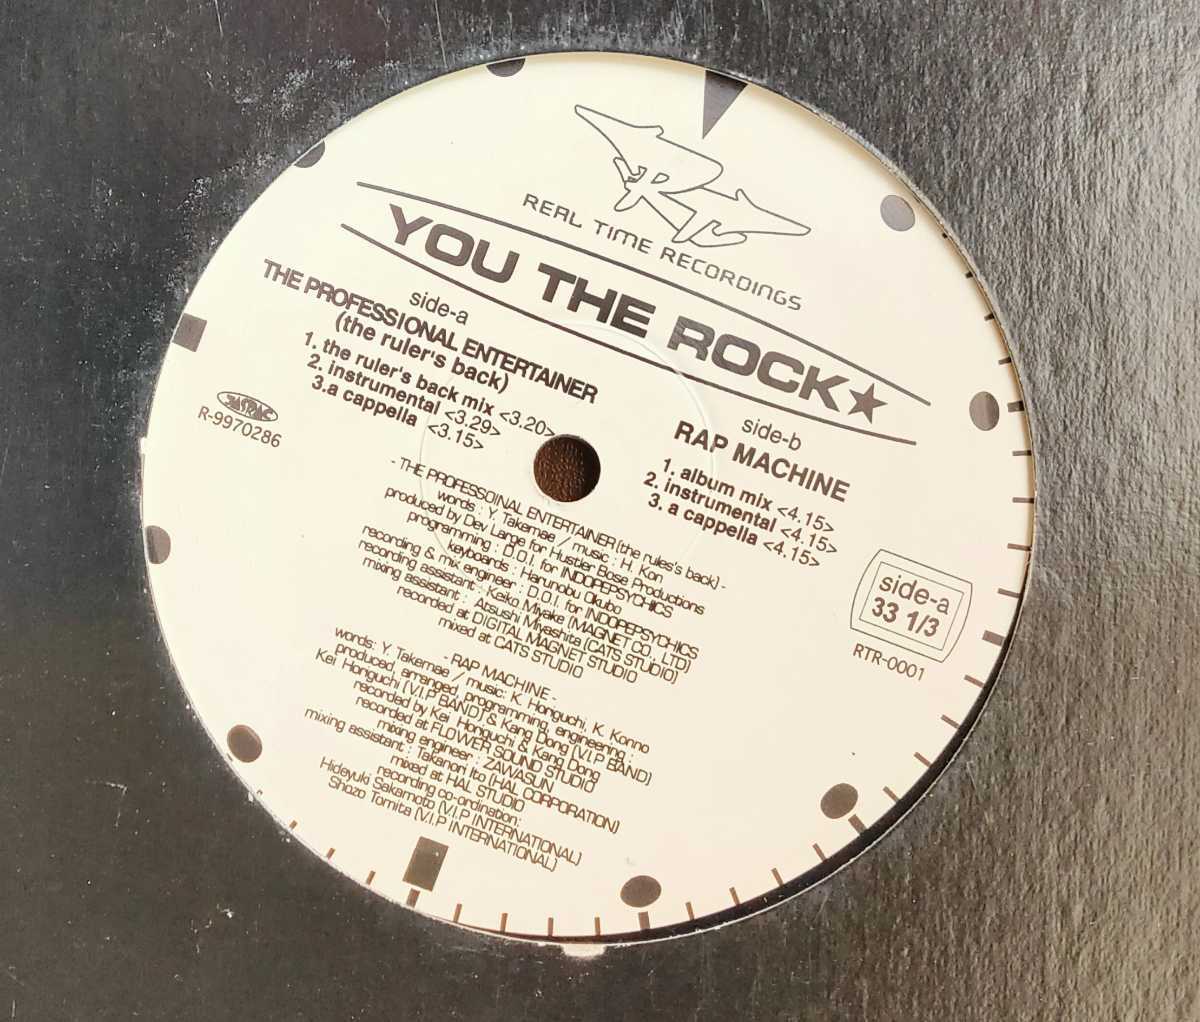 RTR
REAL TIME RECORDINGS
YOU THE ROCK★
side-a
THE PROFESSIONAL ENTERTAINER
(the ruler's back)
1. the ruler's back mix <3.20>
2. instrumental <3.29>
3.a cappella <3.15>
side-b
RAP MACHINE
1. album mix <4.15>
2. instrumental <4.15>
3. a cappella <4.15>
JASRAC
R-9970286
- THE PROFESSOINAL ENTERTAINER (the rules's back) -
words : Y. Takemae / music : H. Kon
produced by Dev Large for Hustler Bose Productions
programming : D.O.I. for INDOPEPSYCHICS
keyboards : Harunobu Okubo
recording & mix engineer : D.O.I. for INDOPEPSYCHICS
recording assistant : Kaiko Miyake (MAGNET CO., LTD)
mixing assistant : Atsushi Miyashita (CATS STUDIO)
recorded at DIGITAL MAGNET STUDIO
mixed at CATS STUDIO
- RAP MACHINE -
words: Y. Takemae / music: K. Horiguchi, K. Konno
produced, arranged, programming, engineering :
Kei Horiguchi (V.I.P BAND) & Kang Dong (V.I.P BAND)
recorded by Kei Horiguchi & Kang Dong
recorded at FLOWER SOUND STUDIO
mixing engineer : ZAWASUN
mixing assistant : Takanori Ito (HAL CORPORATION)
mixed at HAL STUDIO
recording co-ordination:
Hideyuki Sakamoto (V.I.P INTERNATIONAL)
Shozo Tomita (V.I.P INTERNATIONAL)
side-a
33 1/3
RTR-0001